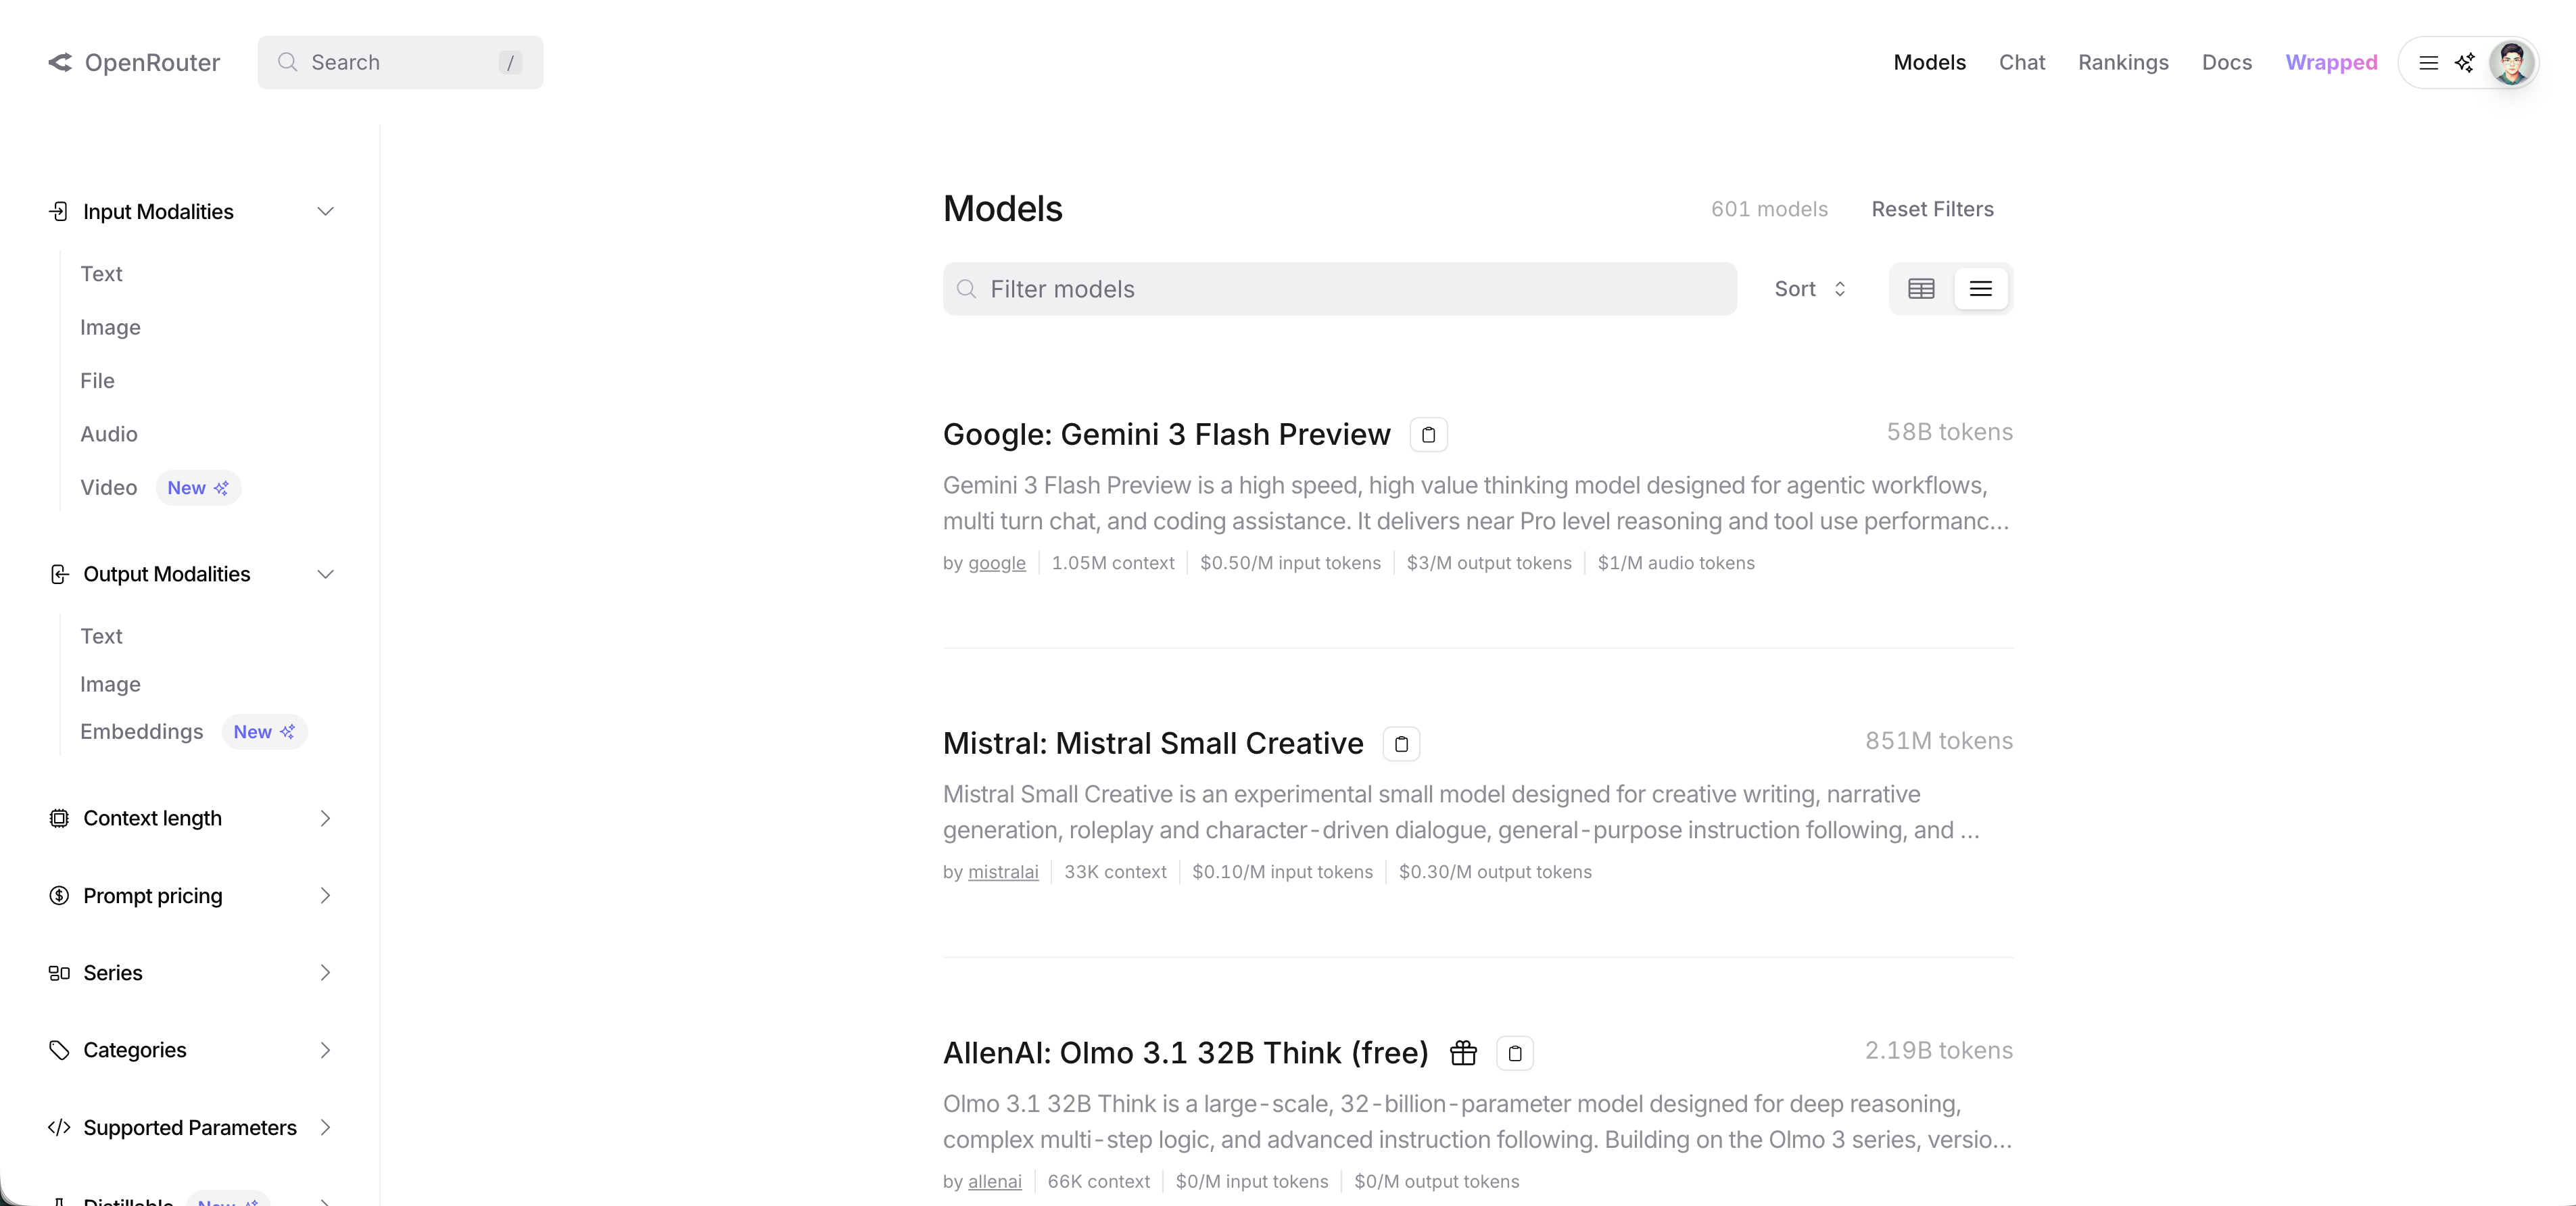 OpenRouter
Search
/
Models
Chat
Rankings
Docs
Wrapped
Input Modalities
Text
Image
File
Audio
Video New
Output Modalities
Text
Image
Embeddings New
Context length
Prompt pricing
Series
Categories
Supported Parameters
Distillable New
Models
601 models
Reset Filters
Filter models
Sort
Google: Gemini 3 Flash Preview
58B tokens
Gemini 3 Flash Preview is a high speed, high value thinking model designed for agentic workflows,
multi turn chat, and coding assistance. It delivers near Pro level reasoning and tool use performanc...
by google 1.05M context $0.50/M input tokens $3/M output tokens $1/M audio tokens
Mistral: Mistral Small Creative
851M tokens
Mistral Small Creative is an experimental small model designed for creative writing, narrative
generation, roleplay and character-driven dialogue, general-purpose instruction following, and ...
by mistralai 33K context $0.10/M input tokens $0.30/M output tokens
AllenAI: Olmo 3.1 32B Think (free)
2.19B tokens
Olmo 3.1 32B Think is a large-scale, 32-billion-parameter model designed for deep reasoning,
complex multi-step logic, and advanced instruction following. Building on the Olmo 3 series, versio...
by allenai 66K context $0/M input tokens $0/M output tokens